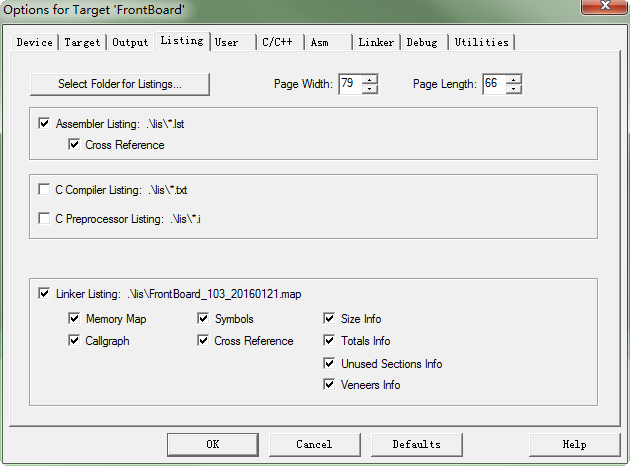 Options for Target 'FrontBoard'
Device Target Output Listing User C/C++ Asm Linker Debug Utilities
Select Folder for Listings... Page Width: 79 Page Length: 66
Assembler Listing: .\lis\*.lst
Cross Reference
C Compiler Listing: .\lis\*.txt
C Preprocessor Listing: .\lis\*.i
Linker Listing: .\lis\FrontBoard_103_20160121.map
Memory Map Symbols Size Info
Callgraph Cross Reference Totals Info
Unused Sections Info
Veneers Info
OK Cancel Defaults Help